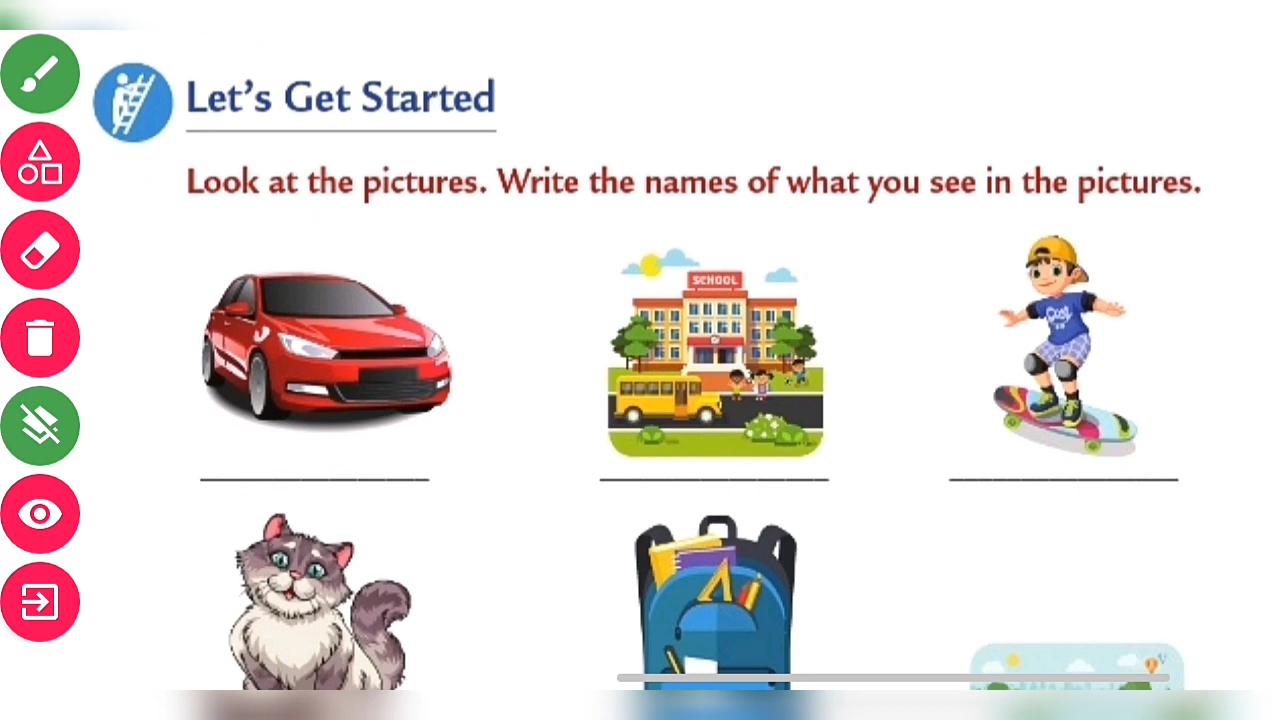 Let's Get Started
Look at the pictures. Write the names of what you see in the pictures.
SCHOOL